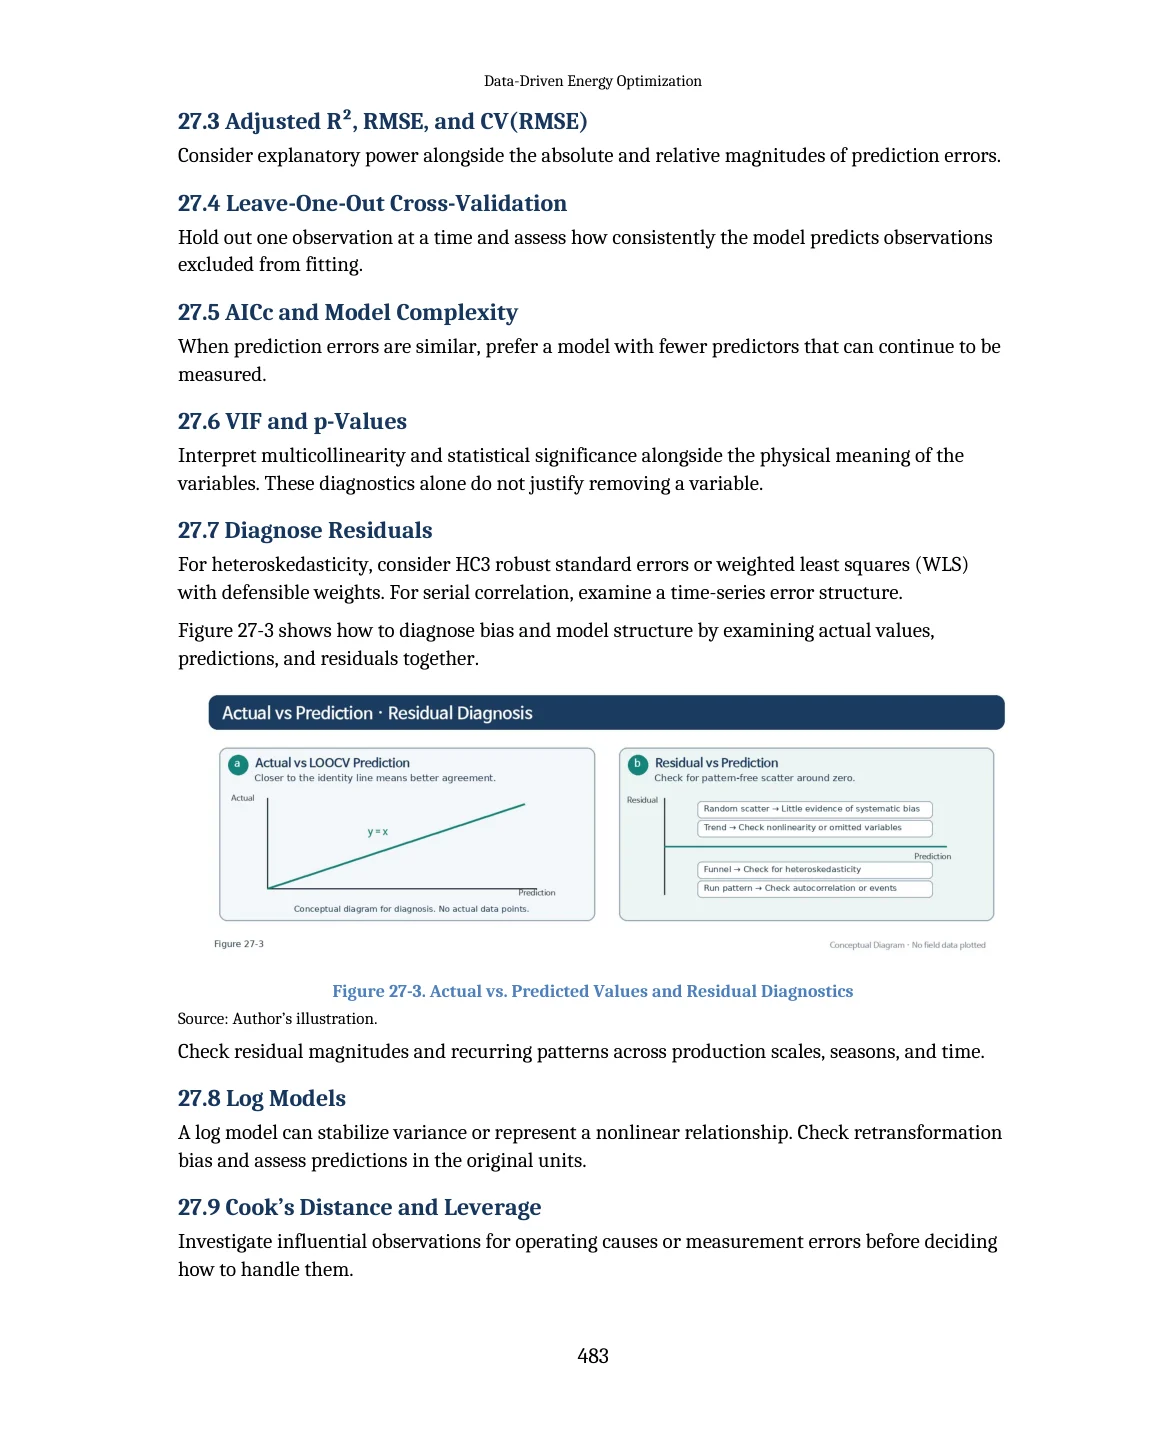 Data-Driven Energy Optimization
27.3 Adjusted R², RMSE, and CV(RMSE)
Consider explanatory power alongside the absolute and relative magnitudes of prediction errors.
27.4 Leave-One-Out Cross-Validation
Hold out one observation at a time and assess how consistently the model predicts observations
excluded from fitting.
27.5 AICc and Model Complexity
When prediction errors are similar, prefer a model with fewer predictors that can continue to be
measured.
27.6 VIF and p-Values
Interpret multicollinearity and statistical significance alongside the physical meaning of the
variables. These diagnostics alone do not justify removing a variable.
27.7 Diagnose Residuals
For heteroskedasticity, consider HC3 robust standard errors or weighted least squares (WLS)
with defensible weights. For serial correlation, examine a time-series error structure.
Figure 27-3 shows how to diagnose bias and model structure by examining actual values,
predictions, and residuals together.
Actual vs Prediction · Residual Diagnosis
a Actual vs LOOCV Prediction
Closer to the identity line means better agreement.
Actual
y = x
Prediction
Conceptual diagram for diagnosis. No actual data points.
b Residual vs Prediction
Check for pattern-free scatter around zero.
Residual
Random scatter → Little evidence of systematic bias
Trend → Check nonlinearity or omitted variables
Prediction
Funnel → Check for heteroskedasticity
Run pattern → Check autocorrelation or events
Figure 27-3
Conceptual Diagram · No field data plotted
Figure 27-3. Actual vs. Predicted Values and Residual Diagnostics
Source: Author’s illustration.
Check residual magnitudes and recurring patterns across production scales, seasons, and time.
27.8 Log Models
A log model can stabilize variance or represent a nonlinear relationship. Check retransformation
bias and assess predictions in the original units.
27.9 Cook’s Distance and Leverage
Investigate influential observations for operating causes or measurement errors before deciding
how to handle them.
483